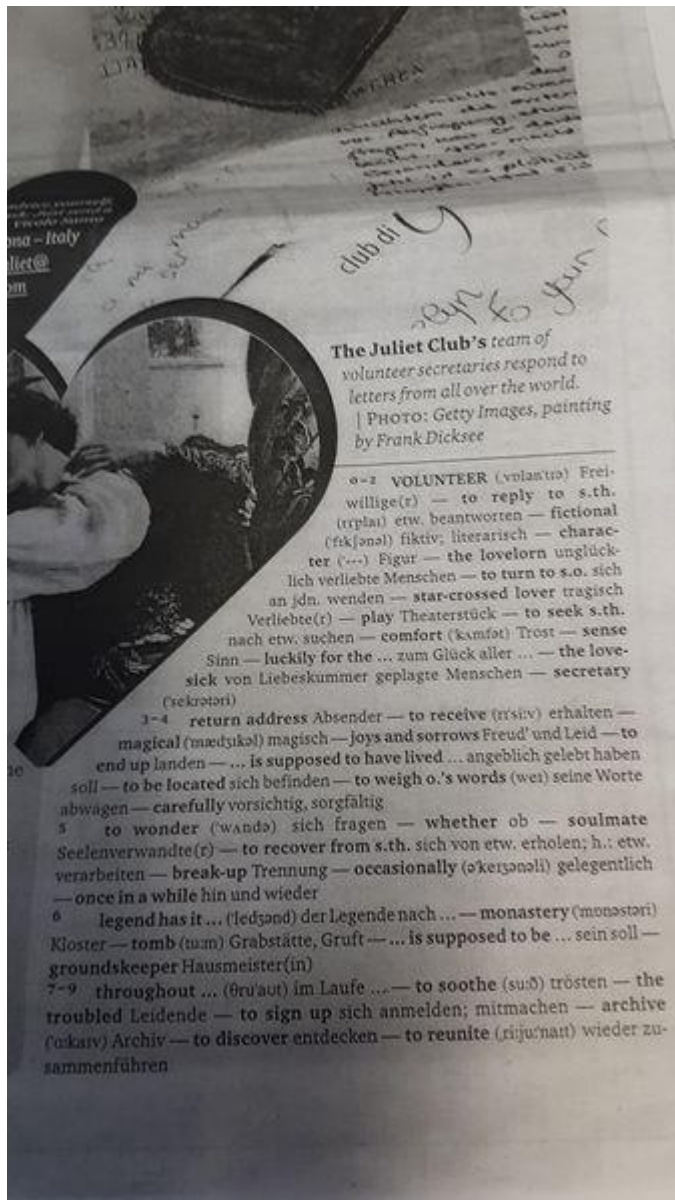 ona – Italy
liet@
om
club di
to your
The Juliet Club's team of
volunteer secretaries respond to
letters from all over the world.
| PHOTO: Getty Images, painting
by Frank Dicksee
0–2 VOLUNTEER (ˌvɒlənˈtɪə) Frei-
willige(r) — to reply to s.th.
(rɪˈplaɪ) etw. beantworten — fictional
(ˈfɪkʃənəl) fiktiv; literarisch — charac-
ter (ˈ---) Figur — the lovelorn unglück-
lich verliebte Menschen — to turn to s.o. sich
an jdn. wenden — star-crossed lover tragisch
Verliebte(r) — play Theaterstück — to seek s.th.
nach etw. suchen — comfort (ˈkʌmfət) Trost — sense
Sinn — luckily for the ... zum Glück aller ... — the love-
sick von Liebeskummer geplagte Menschen — secretary
(ˈsekrətəri)
3–4 return address Absender — to receive (rɪˈsiːv) erhalten —
magical (ˈmædʒɪkəl) magisch — joys and sorrows Freud' und Leid — to
end up landen — ... is supposed to have lived ... angeblich gelebt haben
soll — to be located sich befinden — to weigh o.'s words (weɪ) seine Worte
abwägen — carefully vorsichtig, sorgfältig
5 to wonder (ˈwʌndə) sich fragen — whether ob — soulmate
Seelenverwandte(r) — to recover from s.th. sich von etw. erholen; h.: etw.
verarbeiten — break-up Trennung — occasionally (əˈkeɪʒənəli) gelegentlich
— once in a while hin und wieder
6 legend has it ... (ˈledʒənd) der Legende nach ... — monastery (ˈmɒnəstəri)
Kloster — tomb (tuːm) Grabstätte, Gruft — ... is supposed to be ... sein soll —
groundskeeper Hausmeister(in)
7–9 throughout ... (θruˈaʊt) im Laufe ... — to soothe (suːð) trösten — the
troubled Leidende — to sign up sich anmelden; mitmachen — archive
(ˈɑːkaɪv) Archiv — to discover entdecken — to reunite (ˌriːjuːˈnaɪt) wieder zu-
sammenführen